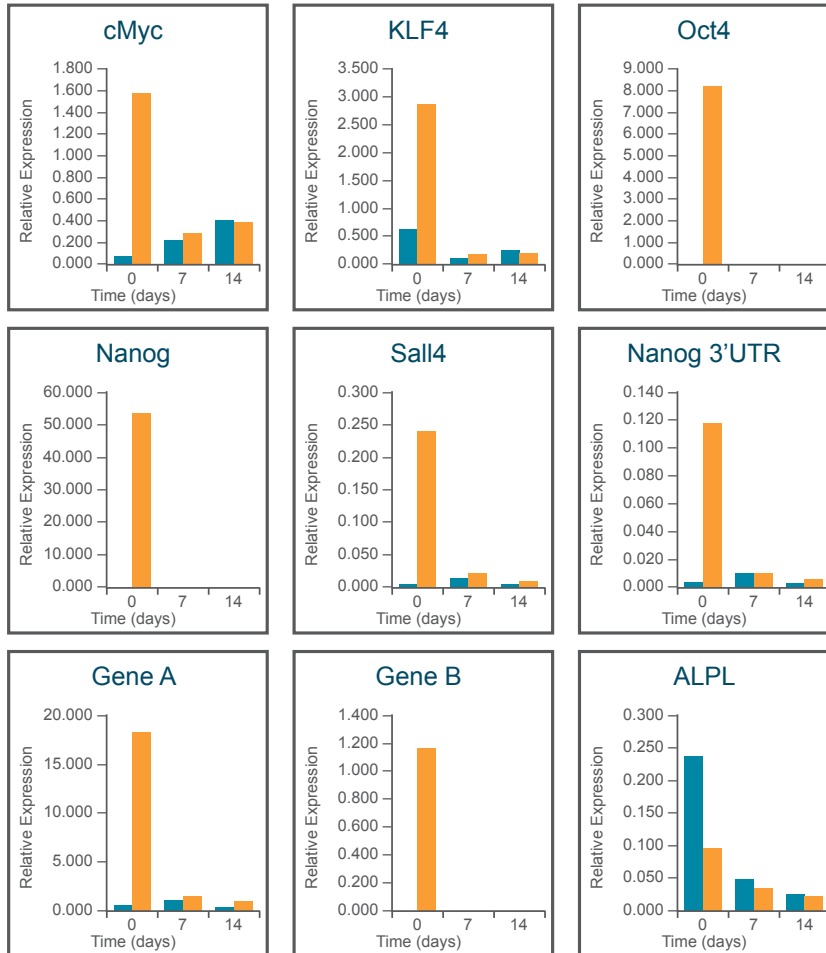 cMyc
Relative Expression
1.800
1.600
1.400
1.200
1.000
0.800
0.600
0.400
0.200
0.000
0 7 14
Time (days)
KLF4
Relative Expression
3.500
3.000
2.500
2.000
1.500
1.000
0.500
0.000
0 7 14
Time (days)
Oct4
Relative Expression
9.000
8.000
7.000
6.000
5.000
4.000
3.000
2.000
1.000
0.000
0 7 14
Time (days)
Nanog
Relative Expression
60.000
50.000
40.000
30.000
20.000
10.000
0.000
0 7 14
Time (days)
Sall4
Relative Expression
0.300
0.250
0.200
0.150
0.100
0.050
0.000
0 7 14
Time (days)
Nanog 3’UTR
Relative Expression
0.140
0.120
0.100
0.080
0.060
0.040
0.020
0.000
0 7 14
Time (days)
Gene A
Relative Expression
20.000
15.000
10.000
5.000
0.000
0 7 14
Time (days)
Gene B
Relative Expression
1.400
1.200
1.000
0.800
0.600
0.400
0.200
0.000
0 7 14
Time (days)
ALPL
Relative Expression
0.300
0.250
0.200
0.150
0.100
0.050
0.000
0 7 14
Time (days)